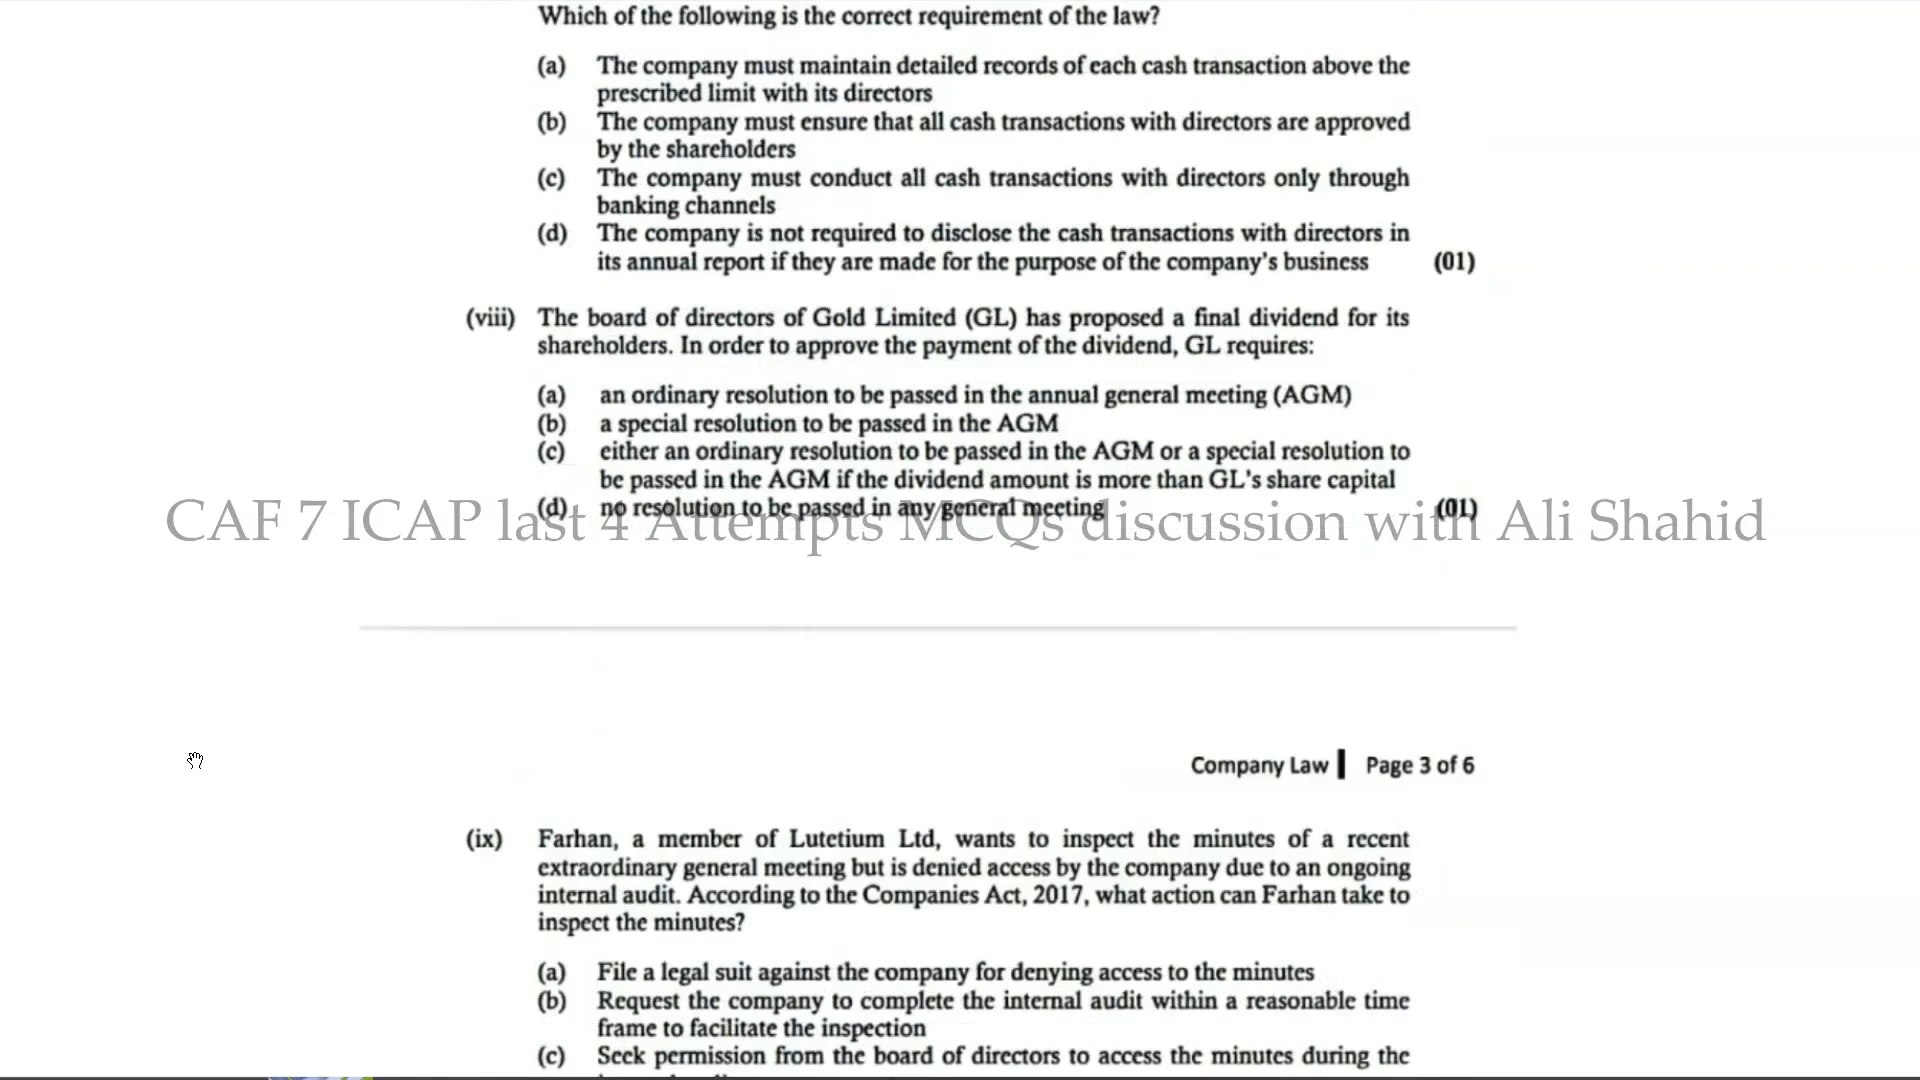 Which of the following is the correct requirement of the law?
(a) The company must maintain detailed records of each cash transaction above the
prescribed limit with its directors
(b) The company must ensure that all cash transactions with directors are approved
by the shareholders
(c) The company must conduct all cash transactions with directors only through
banking channels
(d) The company is not required to disclose the cash transactions with directors in
its annual report if they are made for the purpose of the company's business (01)
(viii) The board of directors of Gold Limited (GL) has proposed a final dividend for its
shareholders. In order to approve the payment of the dividend, GL requires:
(a) an ordinary resolution to be passed in the annual general meeting (AGM)
(b) a special resolution to be passed in the AGM
(c) either an ordinary resolution to be passed in the AGM or a special resolution to
be passed in the AGM if the dividend amount is more than GL's share capital
(d) no resolution to be passed in any general meeting (01)
CAF 7 ICAP last 4 Attempts MCQs discussion with Ali Shahid
Company Law | Page 3 of 6
(ix) Farhan, a member of Lutetium Ltd, wants to inspect the minutes of a recent
extraordinary general meeting but is denied access by the company due to an ongoing
internal audit. According to the Companies Act, 2017, what action can Farhan take to
inspect the minutes?
(a) File a legal suit against the company for denying access to the minutes
(b) Request the company to complete the internal audit within a reasonable time
frame to facilitate the inspection
(c) Seek permission from the board of directors to access the minutes during the